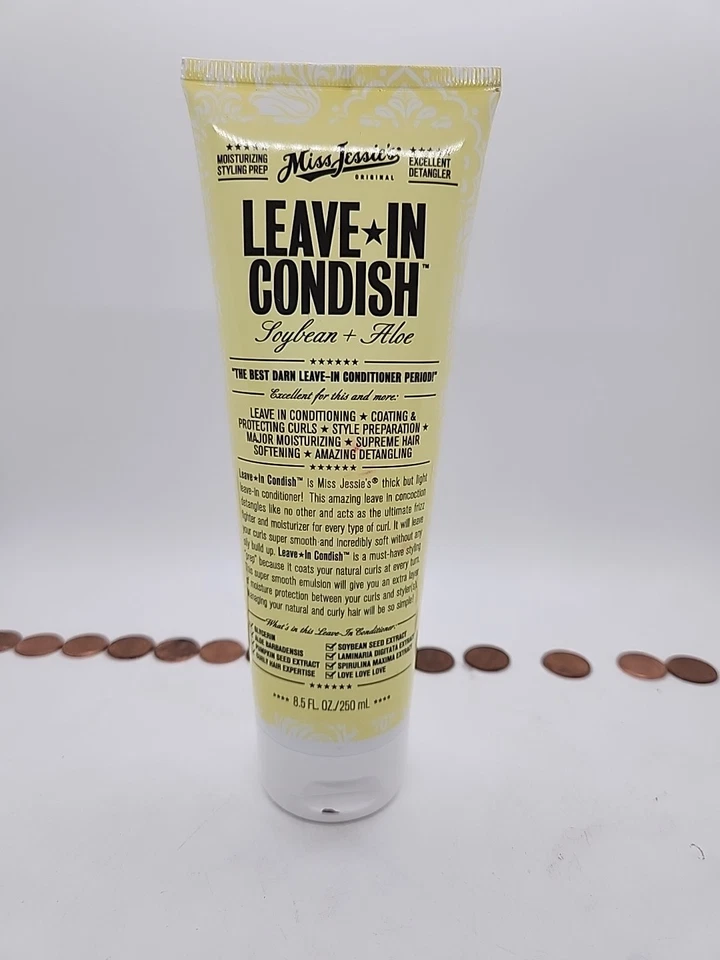 ★★★★
MOISTURIZING
STYLING PREP
Miss Jessie's
ORIGINAL
★★★★
EXCELLENT
DETANGLER
LEAVE★IN
CONDISH™
Soybean + Aloe
★★★★★★
"THE BEST DARN LEAVE-IN CONDITIONER PERIOD!"
Excellent for this and more:
LEAVE IN CONDITIONING ★ COATING &
PROTECTING CURLS ★ STYLE PREPARATION ★
MAJOR MOISTURIZING ★ SUPREME HAIR
SOFTENING ★ AMAZING DETANGLING
★★★★★★
Leave★In Condish™ is Miss Jessie's® thick but light
leave-in conditioner! This amazing leave in concoction
detangles like no other and acts as the ultimate frizz
fighter and moisturizer for every type of curl. It will leave
your curls super smooth and incredibly soft without any
oily build up. Leave★In Condish™ is a must-have styling
"prep" because it coats your natural curls at every turn.
This super smooth emulsion will give you an extra layer
of moisture protection between your curls and styler(s).
Managing your natural and curly hair will be so simple!
What's in this Leave-In Conditioner:
GLYCERIN
ALOE BARBADENSIS
PUMPKIN SEED EXTRACT
CURLY HAIR EXPERTISE
☑ SOYBEAN SEED EXTRACT
☑ LAMINARIA DIGITATA EXTRACT
☑ SPIRULINA MAXIMA EXTRACT
☑ LOVE LOVE LOVE
★★★★★★
★★★★ 8.5 FL. OZ./250 mL ★★★★